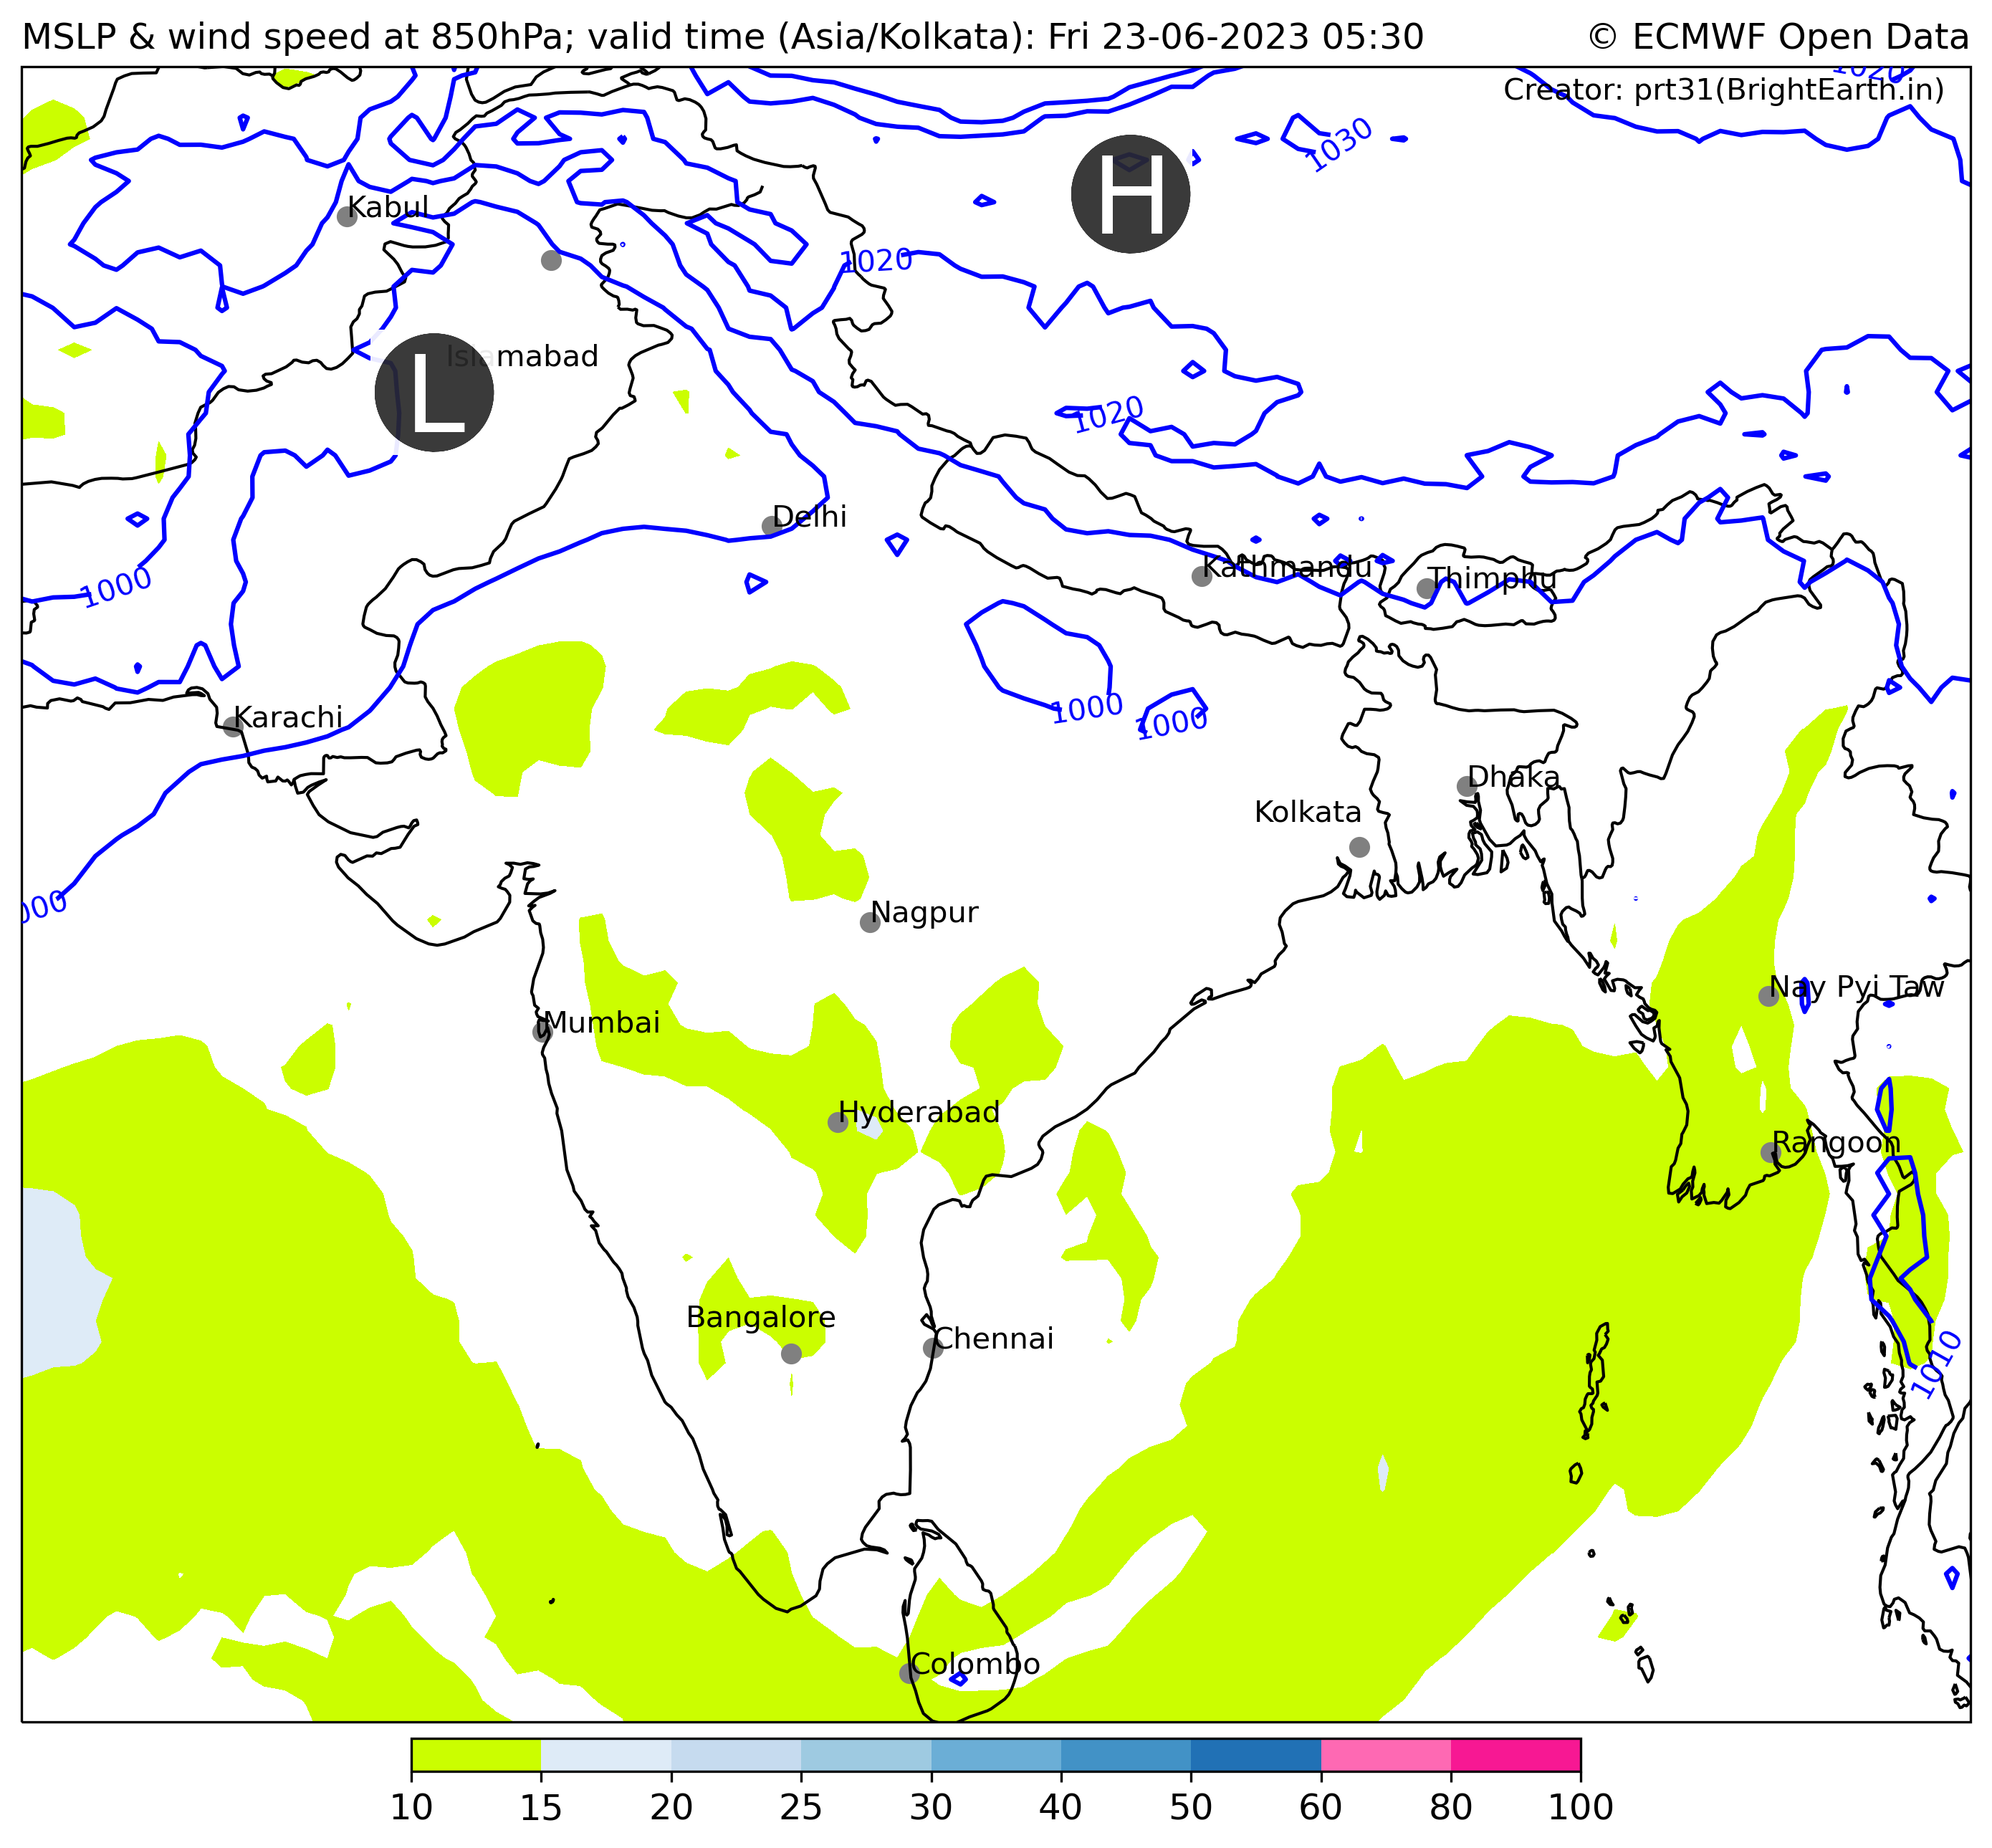 MSLP & wind speed at 850hPa; valid time (Asia/Kolkata): Fri 23-06-2023 05:30
© ECMWF Open Data
1020
Creator: prt31(BrightEarth.in)
1030
H
Kabul
1020
L
Islamabad
1020
Delhi
1000
Kathmandu
Thimphu
1000
1000
Karachi
Dhaka
Kolkata
000
Nagpur
Nay Pyi Taw
Mumbai
Hyderabad
Rangoon
Bangalore
Chennai
1010
Colombo
10 15 20 25 30 40 50 60 80 100